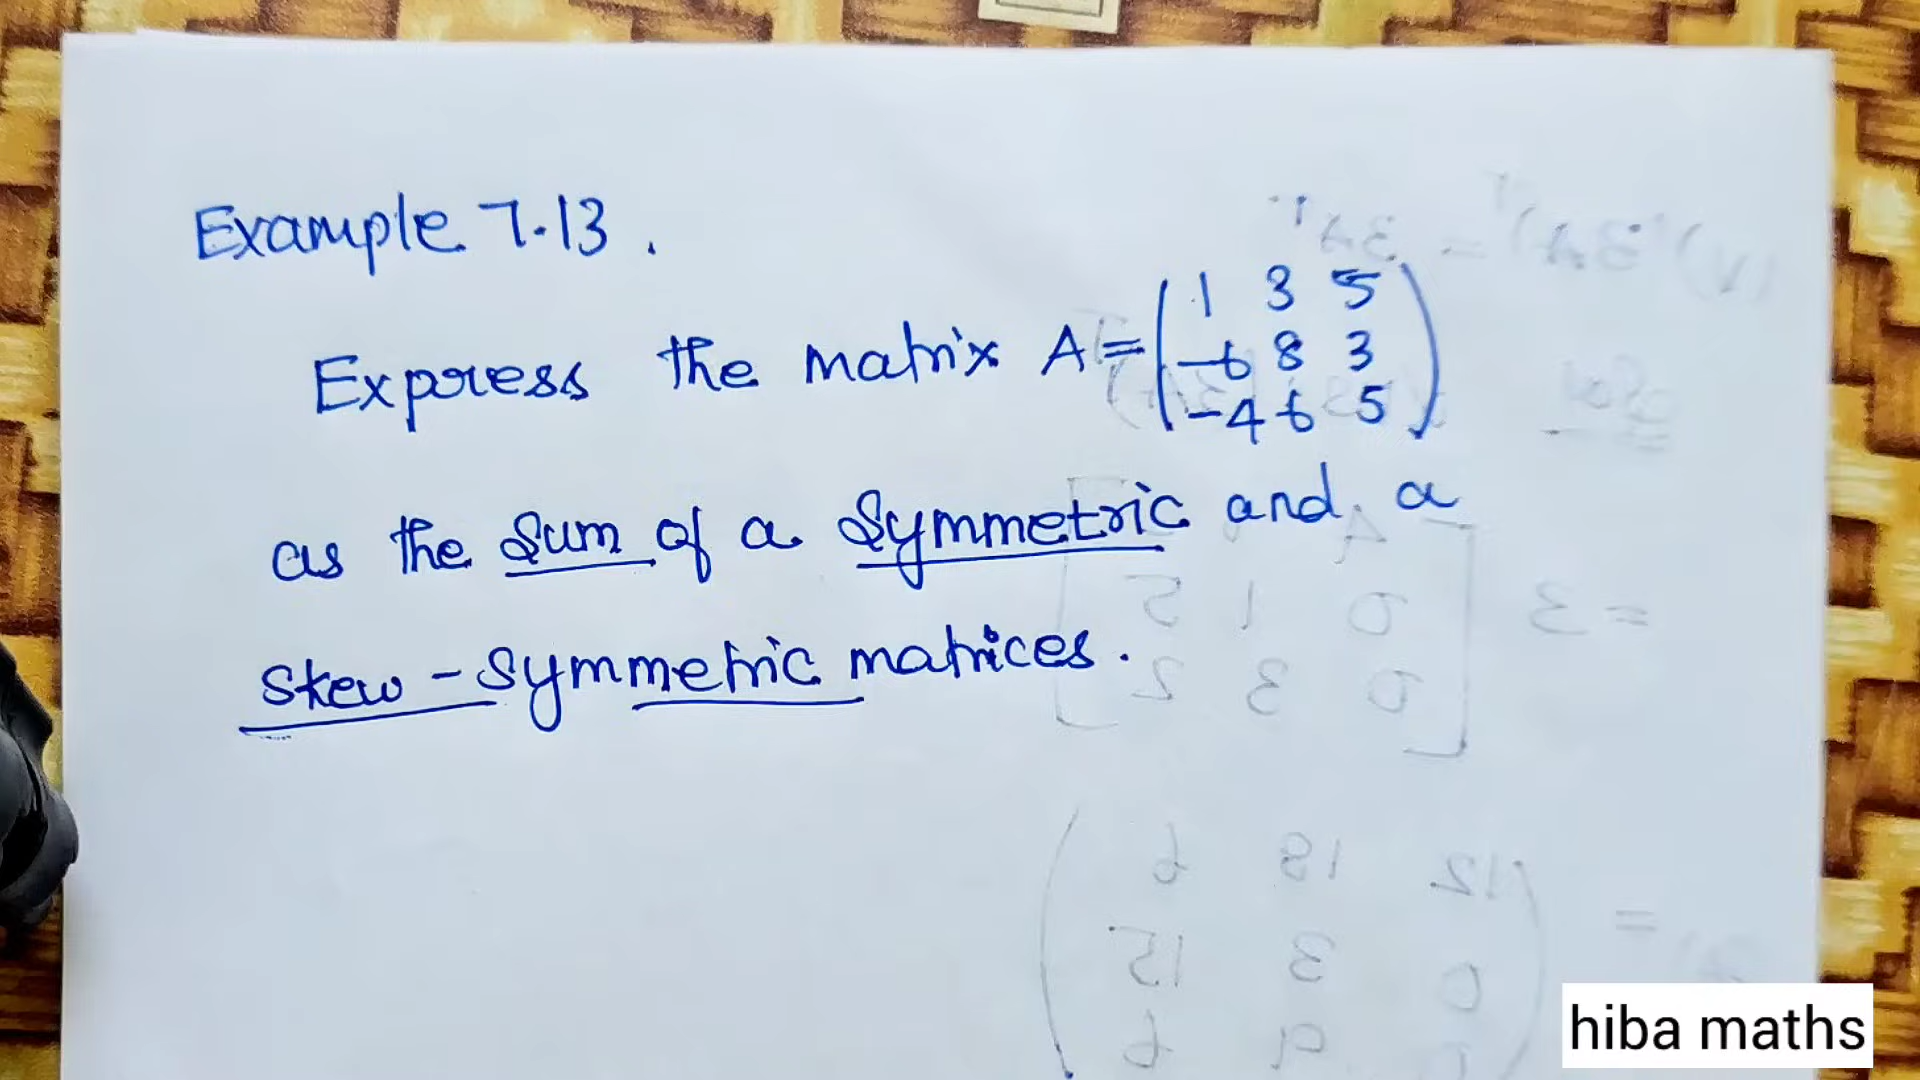 Example 7.13.
Express the matrix A = (1 3 5
-6 8 3
-4 6 5)
as the Sum of a Symmetric and a
Skew-Symmetric matrices.
hiba maths